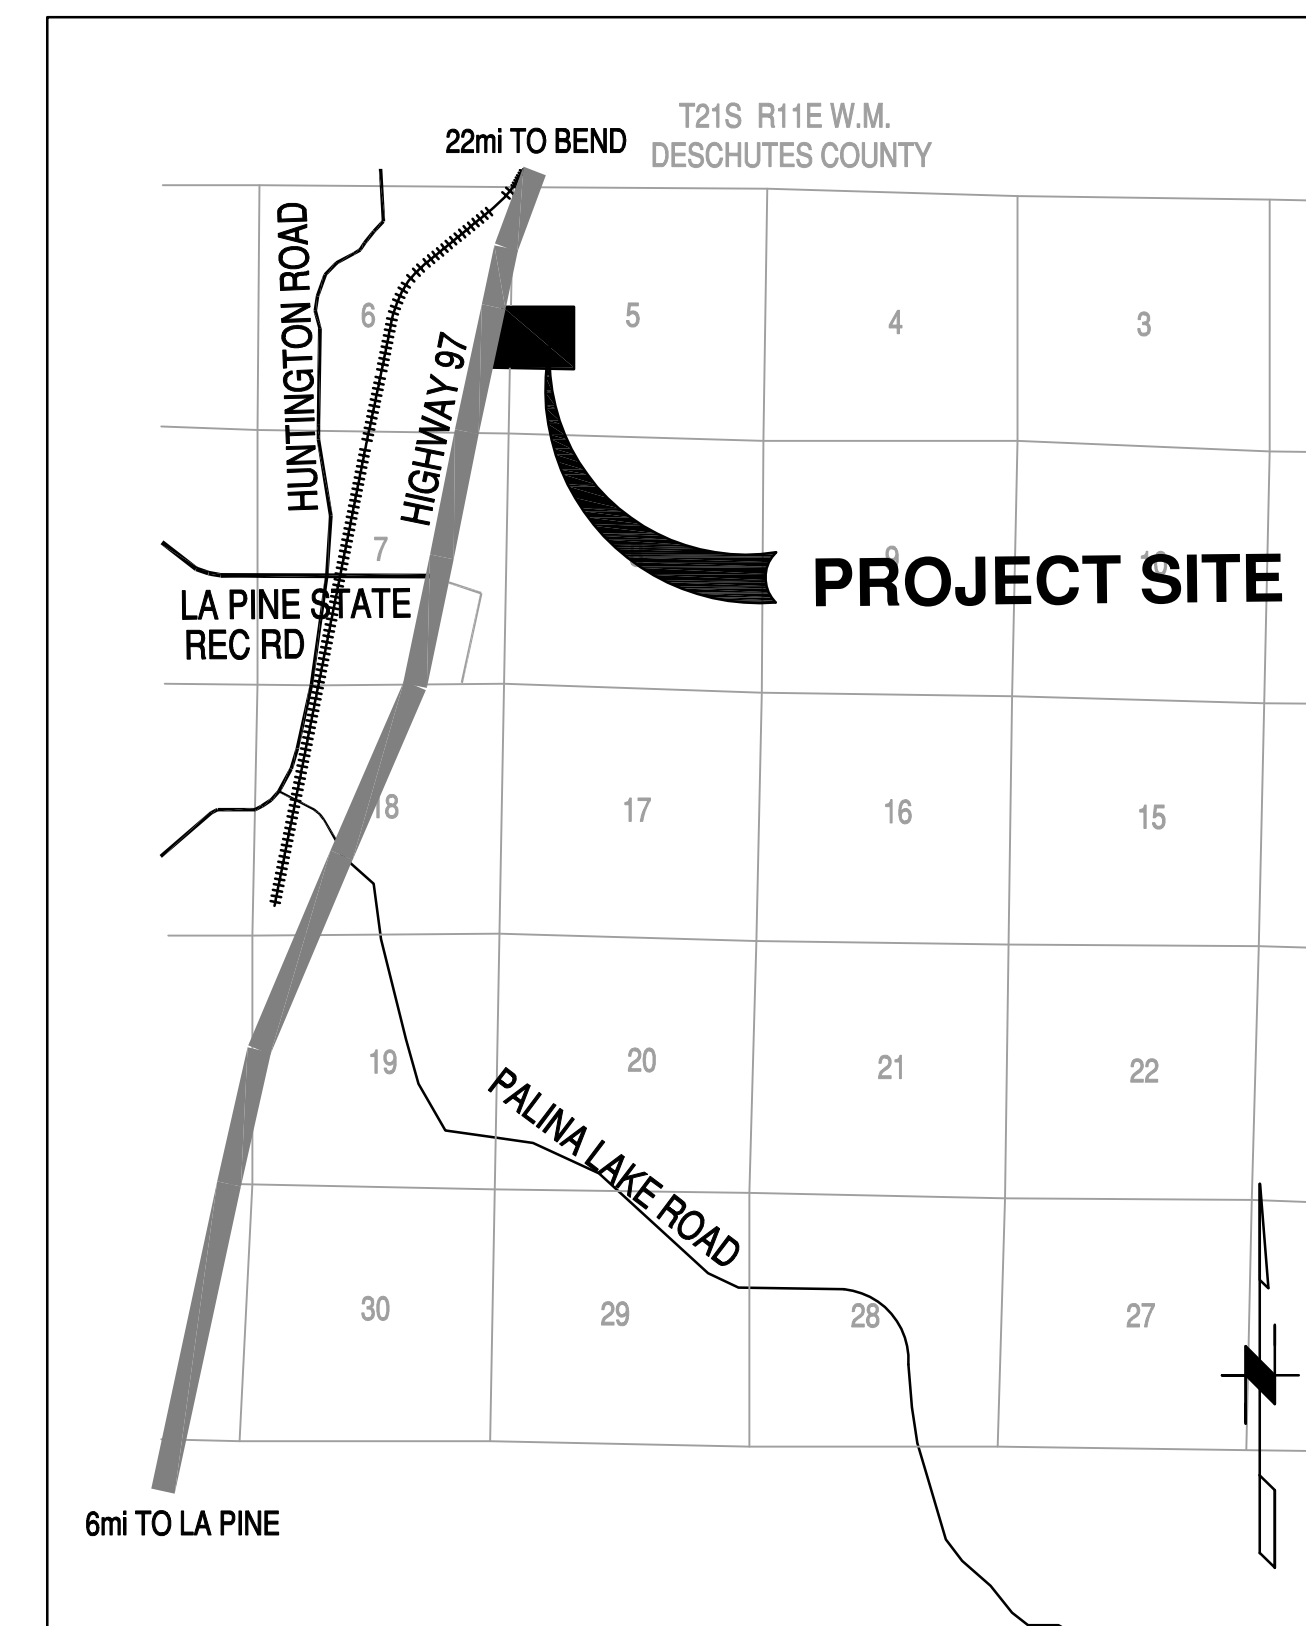 T21S R11E W.M.
22mi TO BEND
DESCHUTES COUNTY
HUNTINGTON ROAD
6
5
4
3
HIGHWAY 97
7
9
10
PROJECT SITE
LA PINE STATE
REC RD
18
17
16
15
19
20
21
22
PALINA LAKE ROAD
30
29
28
27
6mi TO LA PINE